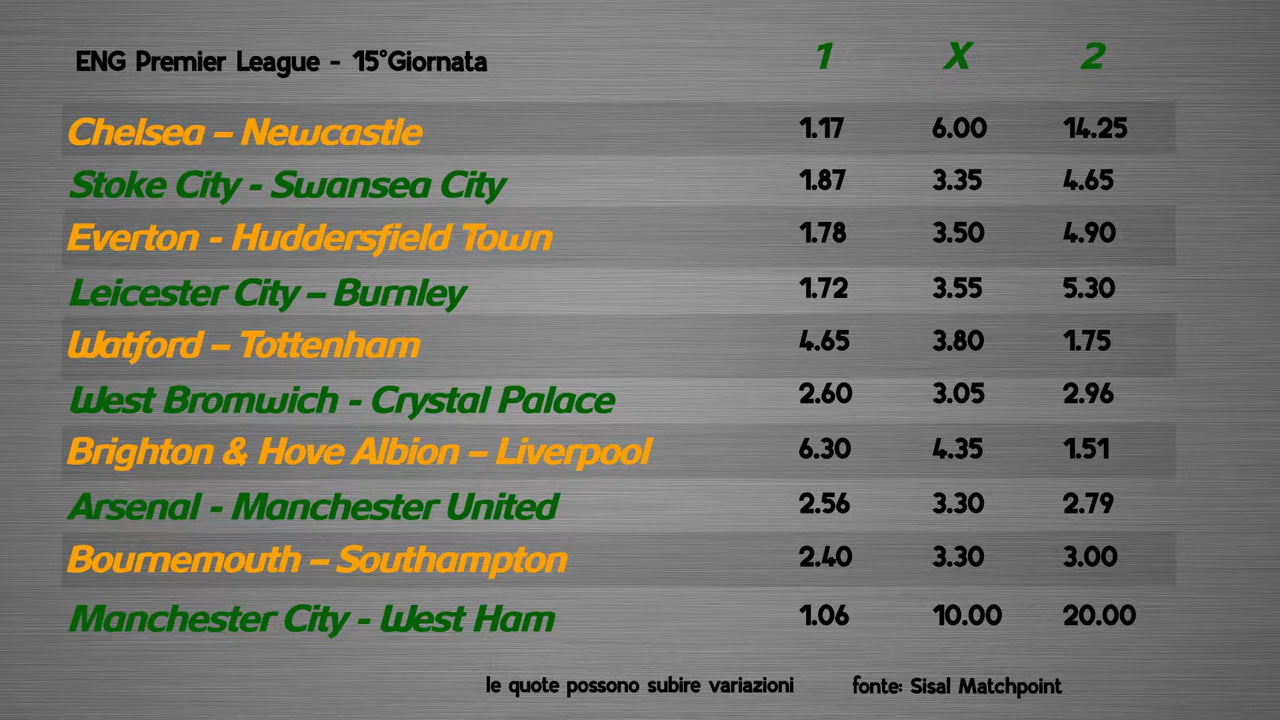 ENG Premier League - 15°Giornata 1 X 2
Chelsea – Newcastle 1.17 6.00 14.25
Stoke City - Swansea City 1.87 3.35 4.65
Everton - Huddersfield Town 1.78 3.50 4.90
Leicester City – Burnley 1.72 3.55 5.30
Watford – Tottenham 4.65 3.80 1.75
West Bromwich - Crystal Palace 2.60 3.05 2.96
Brighton & Hove Albion – Liverpool 6.30 4.35 1.51
Arsenal - Manchester United 2.56 3.30 2.79
Bournemouth – Southampton 2.40 3.30 3.00
Manchester City - West Ham 1.06 10.00 20.00
le quote possono subire variazioni fonte: Sisal Matchpoint